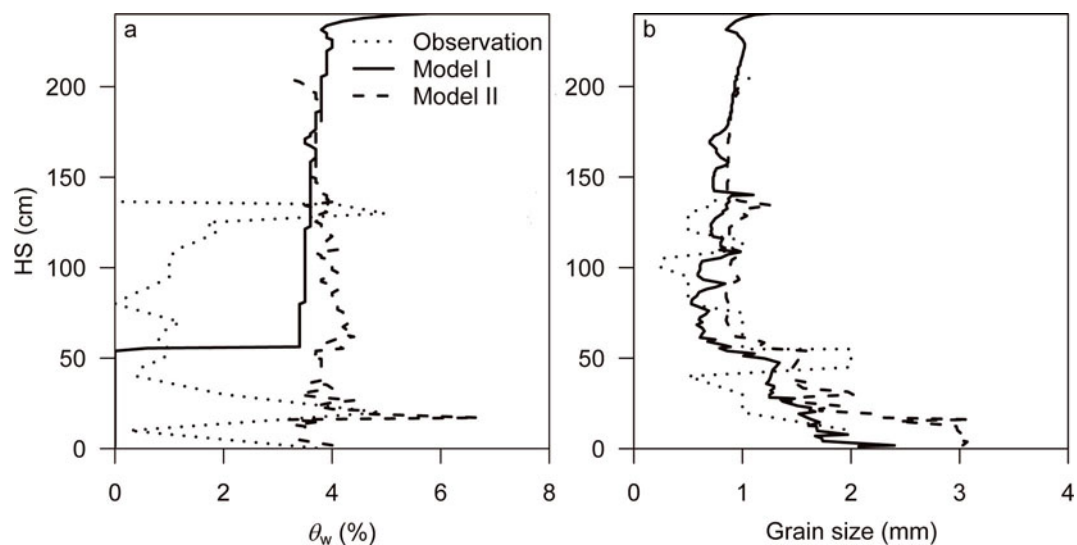 a
Observation
Model I
Model II
HS (cm)
200
150
100
50
0
0 2 4 6 8
θw (%)
b
200
150
100
50
0
0 1 2 3 4
Grain size (mm)